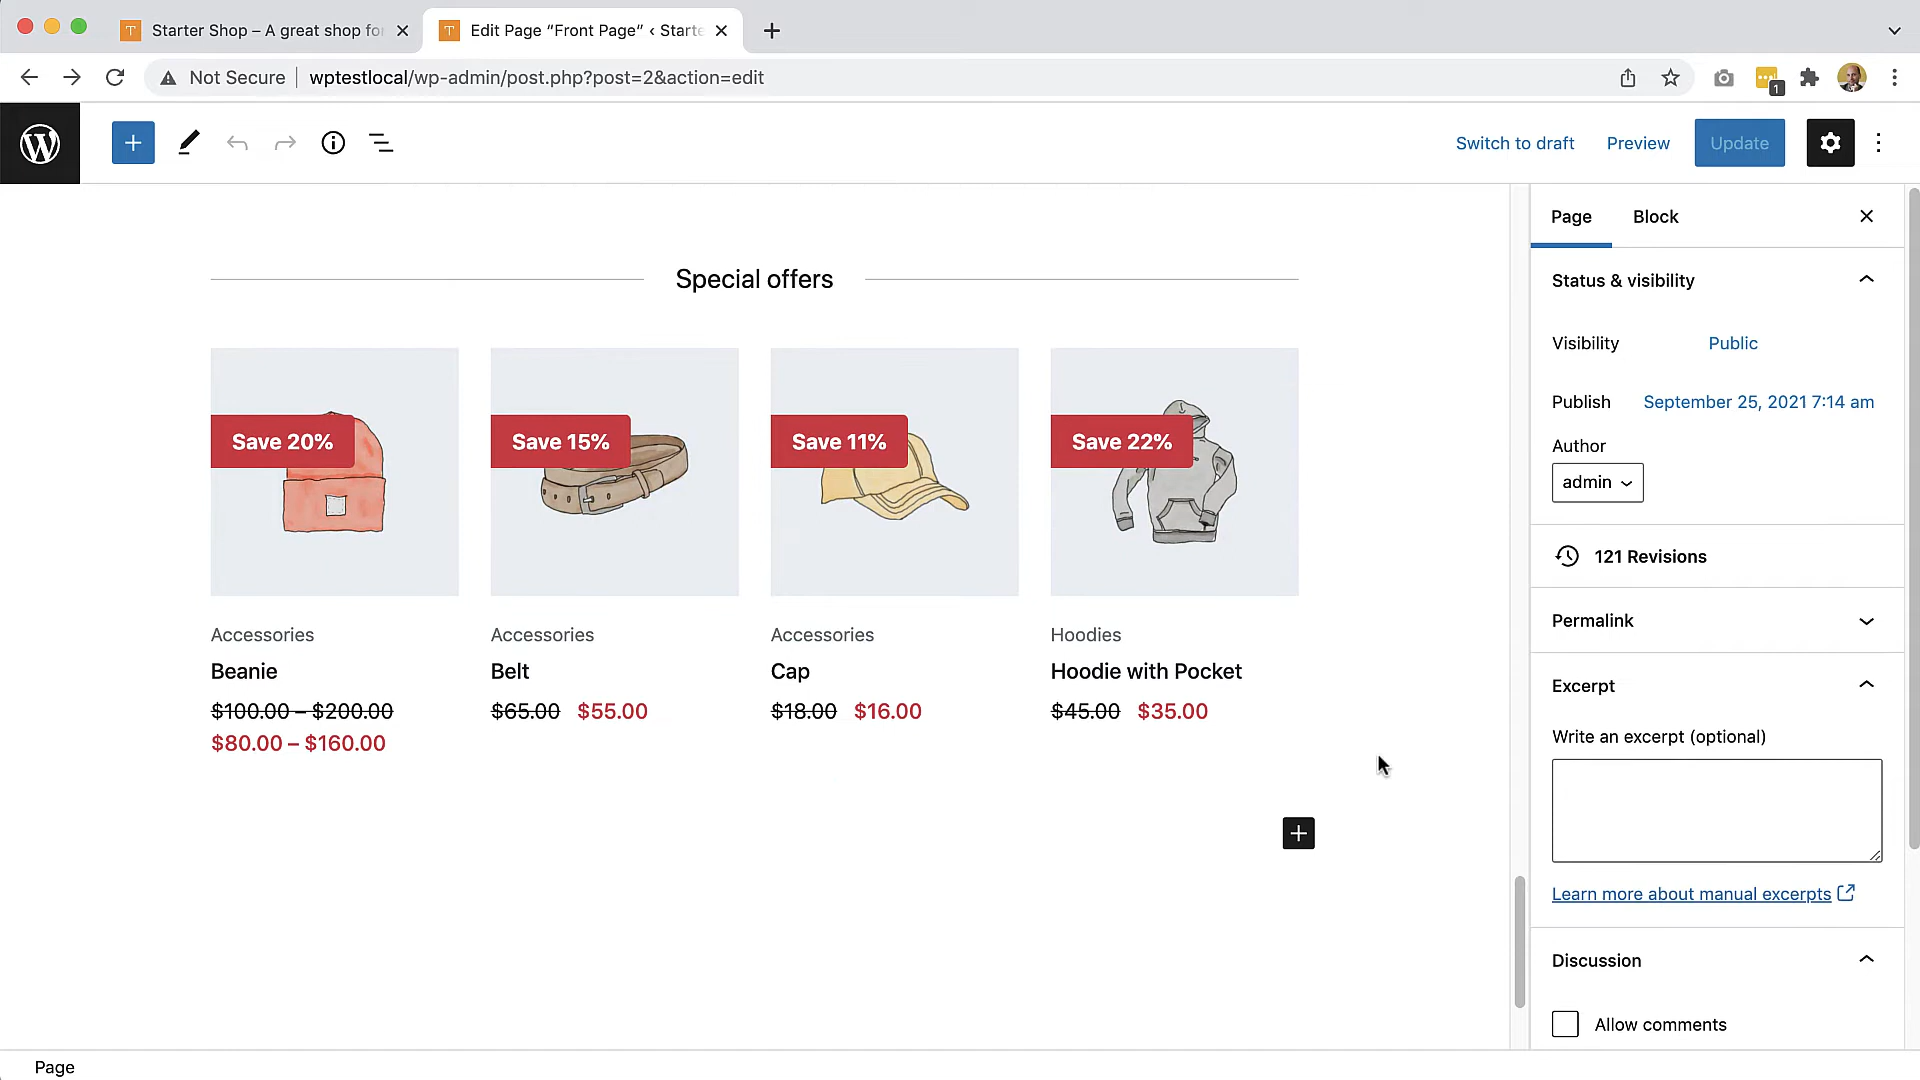 Starter Shop – A great shop fo
Edit Page “Front Page” ‹ Starte
Not Secure
wptestlocal/wp-admin/post.php?post=2&action=edit
1
Switch to draft
Preview
Update
Page
Block
Special offers
Status & visibility
Visibility
Public
Publish
September 25, 2021 7:14 am
Author
admin
Save 20%
Save 15%
Save 11%
Save 22%
121 Revisions
Permalink
Accessories
Accessories
Accessories
Hoodies
Beanie
Belt
Cap
Hoodie with Pocket
$100.00 – $200.00
$80.00 – $160.00
$65.00 $55.00
$18.00 $16.00
$45.00 $35.00
Excerpt
Write an excerpt (optional)
Learn more about manual excerpts
Discussion
Allow comments
Page